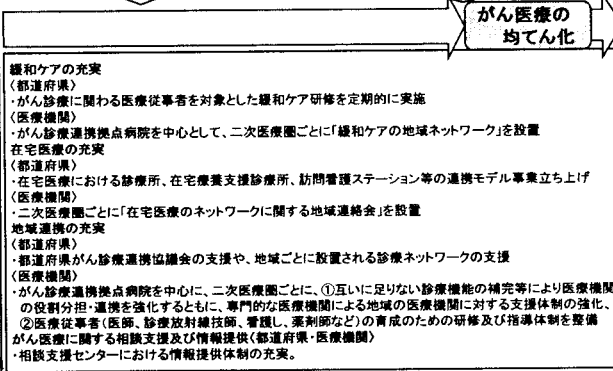 がん医療の
均てん化
緩和ケアの充実
〈都道府県〉
・がん診療に関わる医療従事者を対象とした緩和ケア研修を定期的に実施
〈医療機関〉
・がん診療連携拠点病院を中心として、二次医療圏ごとに「緩和ケアの地域ネットワーク」を設置
在宅医療の充実
〈都道府県〉
・在宅医療における診療所、在宅療養支援診療所、訪問看護ステーション等の連携モデル事業立ち上げ
〈医療機関〉
・二次医療圏ごとに「在宅医療のネットワークに関する地域連絡会」を設置
地域連携の充実
〈都道府県〉
・都道府県がん診療連携協議会の支援や、地域ごとに設置される診療ネットワークの支援
〈医療機関〉
・がん診療連携拠点病院を中心に、二次医療圏ごとに、①互いに足りない診療機能の補完等により医療機関
の役割分担・連携を強化するともに、専門的な医療機関による地域の医療機関に対する支援体制の強化、
②医療従事者(医師、診療放射線技師、看護し、薬剤師など)の育成のための研修及び指導体制を整備
がん医療に関する相談支援及び情報提供〈都道府県・医療機関〉
・相談支援センターにおける情報提供体制の充実。